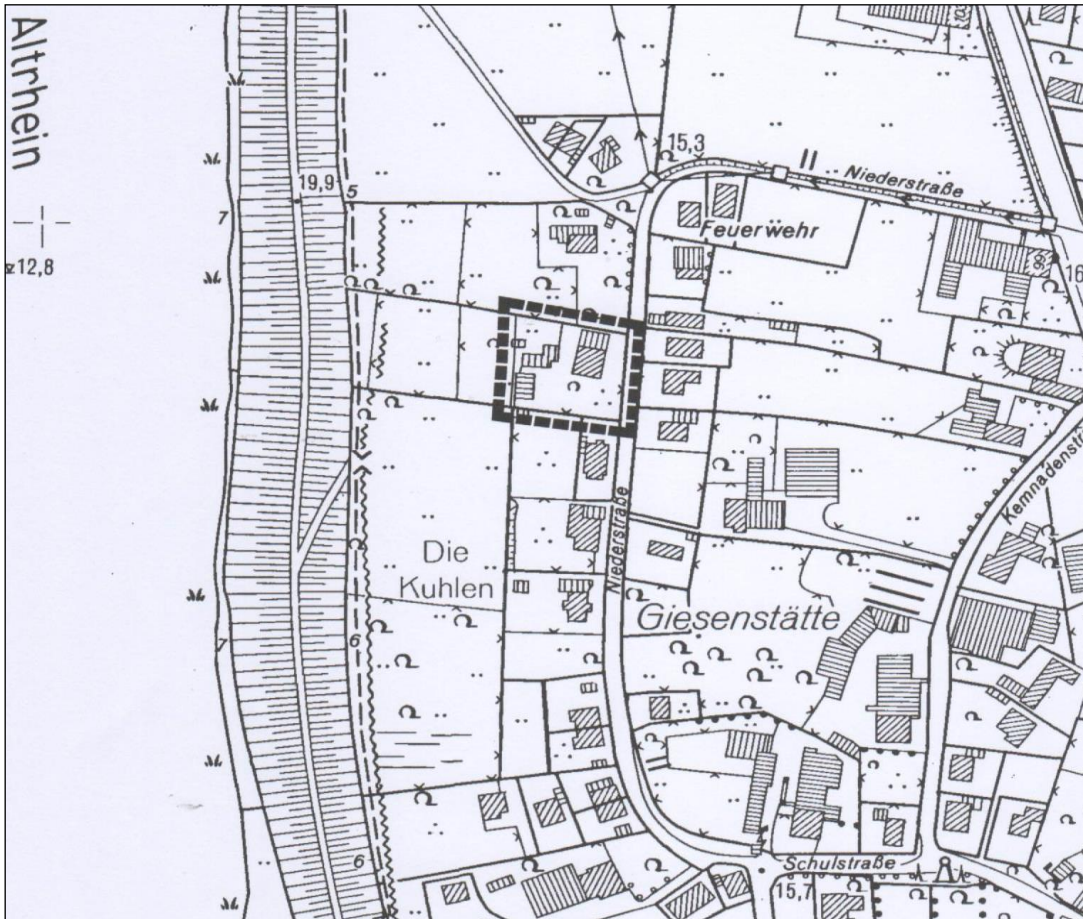 Altrhein
15,3
II
Niederstraße
19,9
5
7
Feuerwehr
12,8
16
Niederstraße
Die
Kuhlen
Giesenstätte
6
7
6
Schulstraße
15,7